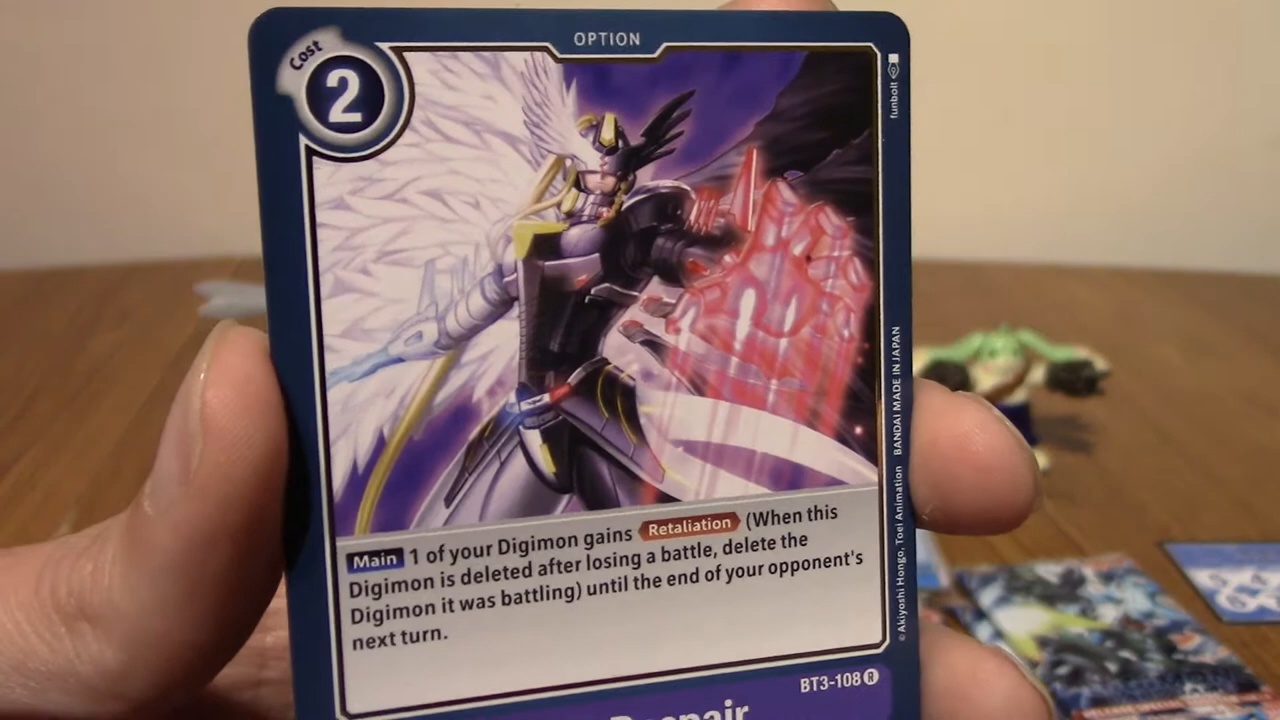 OPTION
Cost
2
funbolt
© Akiyoshi Hongo, Toei Animation BANDAI MADE IN JAPAN
Main 1 of your Digimon gains Retaliation (When this
Digimon is deleted after losing a battle, delete the
Digimon it was battling) until the end of your opponent's
next turn.
BT3-108 R
Despair